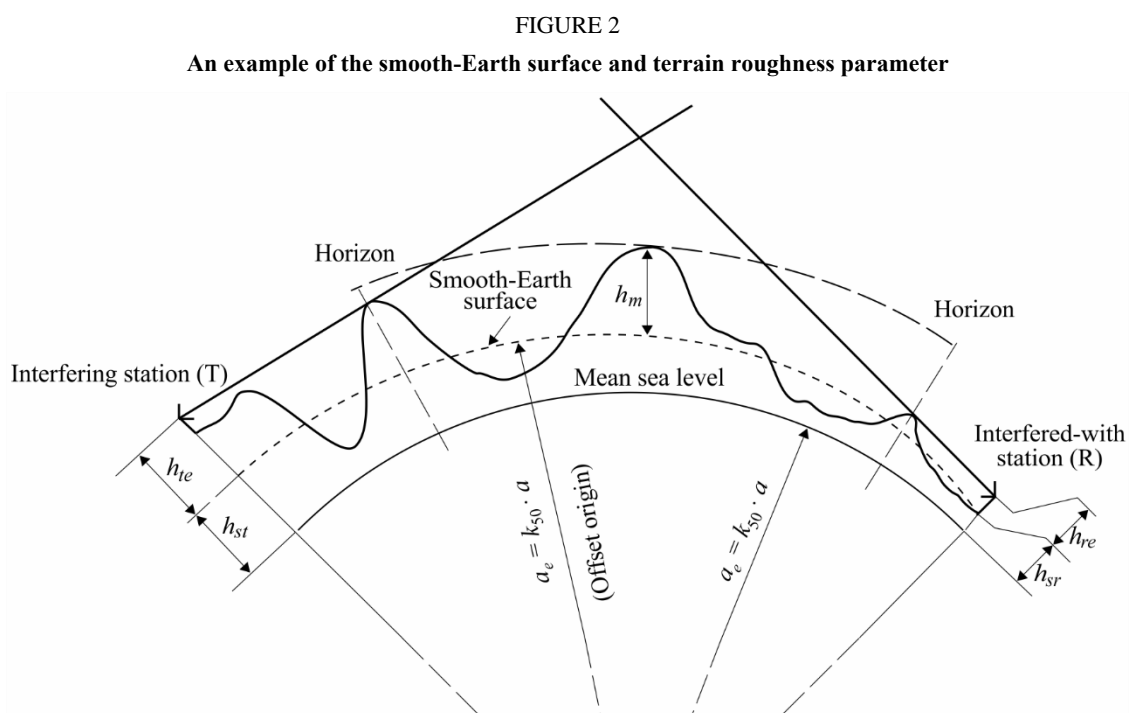 FIGURE 2
An example of the smooth-Earth surface and terrain roughness parameter
Horizon
Smooth-Earth
surface
h_m
Horizon
Interfering station (T)
Mean sea level
Interfered-with
station (R)
h_te
h_st
a_e = k_50 · a
(Offset origin)
a_e = k_50 · a
h_re
h_sr